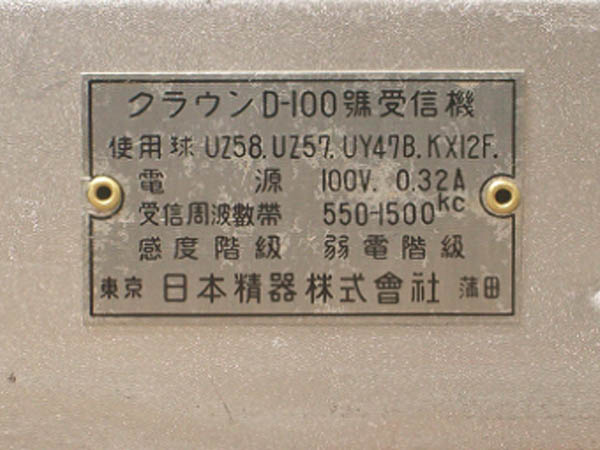 クラウンD-100號受信機
使用球 UZ58. UZ57. UY47B. KX12F.
電源 100V. 0.32A
受信周波數帶 550-1500kc
感度階級 弱電階級
東京 日本精器株式會社 蒲田